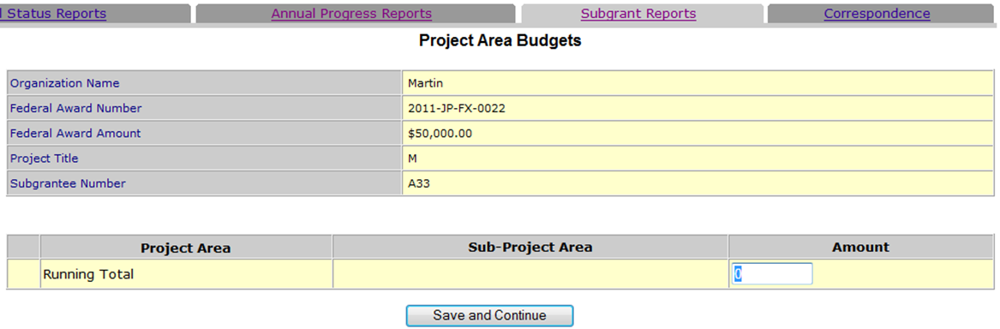 Status Reports Annual Progress Reports Subgrant Reports Correspondence
Project Area Budgets
Organization Name Martin
Federal Award Number 2011-JP-FX-0022
Federal Award Amount $50,000.00
Project Title M
Subgrantee Number A33
Project Area Sub-Project Area Amount
Running Total 0
Save and Continue